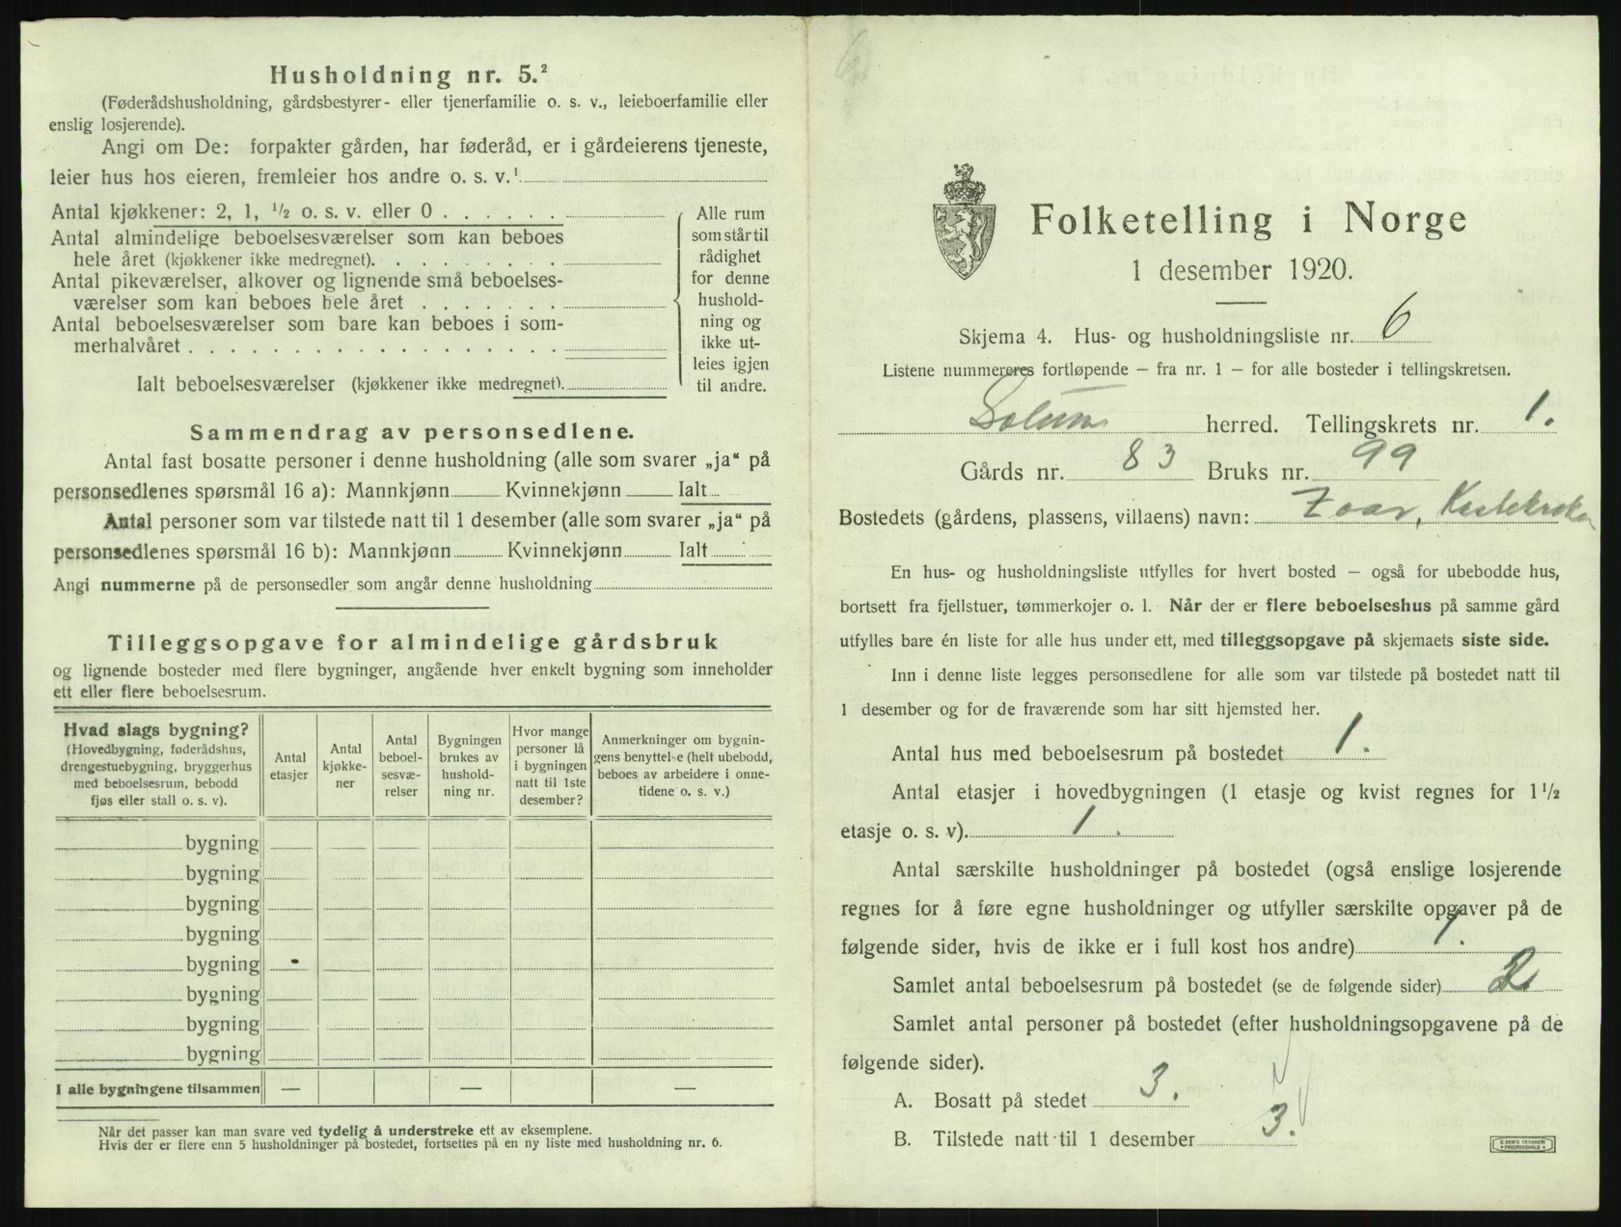 Husholdning nr. 5.²
(Føderådshusholdning, gårdsbestyrer- eller tjenerfamilie o. s. v., leieboerfamilie eller
enslig losjerende).
Angi om De: forpakter gården, har føderåd, er i gårdeierens tjeneste,
leier hus hos eieren, fremleier hos andre o. s. v.¹
Antal kjøkkener: 2, 1, ¹/₂ o. s. v. eller 0 . . . . . .
Antal almindelige beboelsesværelser som kan beboes
hele året (kjøkkener ikke medregnet). . . . . . . . .
Antal pikeværelser, alkover og lignende små beboelses-
værelser som kan beboes hele året . . . . . . .
Antal beboelsesværelser som bare kan beboes i som-
merhalvåret . . . . . . . . . . . . . . . . .
Ialt beboelsesværelser (kjøkkener ikke medregnet).
Alle rum
som står til
rådighet
for denne
hushold-
ning og
ikke ut-
leies igjen
til andre.
Sammendrag av personsedlene.
Antal fast bosatte personer i denne husholdning (alle som svarer „ja“ på
personsedlenes spørsmål 16 a): Mannkjønn Kvinnekjønn Ialt
Antal personer som var tilstede natt til 1 desember (alle som svarer „ja“ på
personsedlenes spørsmål 16 b): Mannkjønn Kvinnekjønn Ialt
Angi nummerne på de personsedler som angår denne husholdning
Tilleggsopgave for almindelige gårdsbruk
og lignende bosteder med flere bygninger, angående hver enkelt bygning som inneholder
ett eller flere beboelsesrum.
Hvad slags bygning?
(Hovedbygning, føderådshus,
drengestuebygning, bryggerhus
med beboelsesrum, bebodd
fjøs eller stall o. s. v).
Antal
etasjer
Antal
kjøkke-
ner
Antal
beboel-
sesvæ-
relser
Bygningen
brukes av
hushold-
ning nr.
Hvor mange
personer lå
i bygningen
natt til 1ste
desember?
Anmerkninger om bygnin-
gens benyttelse (helt ubebodd,
beboes av arbeidere i onne-
tidene o. s. v.)
bygning
bygning
bygning
bygning
bygning
bygning
bygning
bygning
I alle bygningene tilsammen — — —
Når det passer kan man svare ved tydelig å understreke ett av eksemplene.
Hvis der er flere enn 5 husholdninger på bostedet, fortsettes på en ny liste med husholdning nr. 6.
Folketelling i Norge
1 desember 1920.
Skjema 4. Hus- og husholdningsliste nr. 6
Listene nummereres fortløpende — fra nr. 1 — for alle bosteder i tellingskretsen.
Solum herred. Tellingskrets nr. 1.
Gårds nr. 83 Bruks nr. 99
Bostedets (gårdens, plassens, villaens) navn: Zoar,
En hus- og husholdningsliste utfylles for hvert bosted — også for ubebodde hus,
bortsett fra fjellstuer, tømmerkojer o. l. Når der er flere beboelseshus på samme gård
utfylles bare én liste for alle hus under ett, med tilleggsopgave på skjemaets siste side.
Inn i denne liste legges personsedlene for alle som var tilstede på bostedet natt til
1 desember og for de fraværende som har sitt hjemsted her.
Antal hus med beboelsesrum på bostedet 1.
Antal etasjer i hovedbygningen (1 etasje og kvist regnes for 1¹/₂
etasje o. s. v). 1.
Antal særskilte husholdninger på bostedet (også enslige losjerende
regnes for å føre egne husholdninger og utfyller særskilte opgaver på de
følgende sider, hvis de ikke er i full kost hos andre) 1.
Samlet antal beboelsesrum på bostedet (se de følgende sider) 2
Samlet antal personer på bostedet (efter husholdningsopgavene på de
følgende sider).
A. Bosatt på stedet 3.
B. Tilstede natt til 1 desember 3.